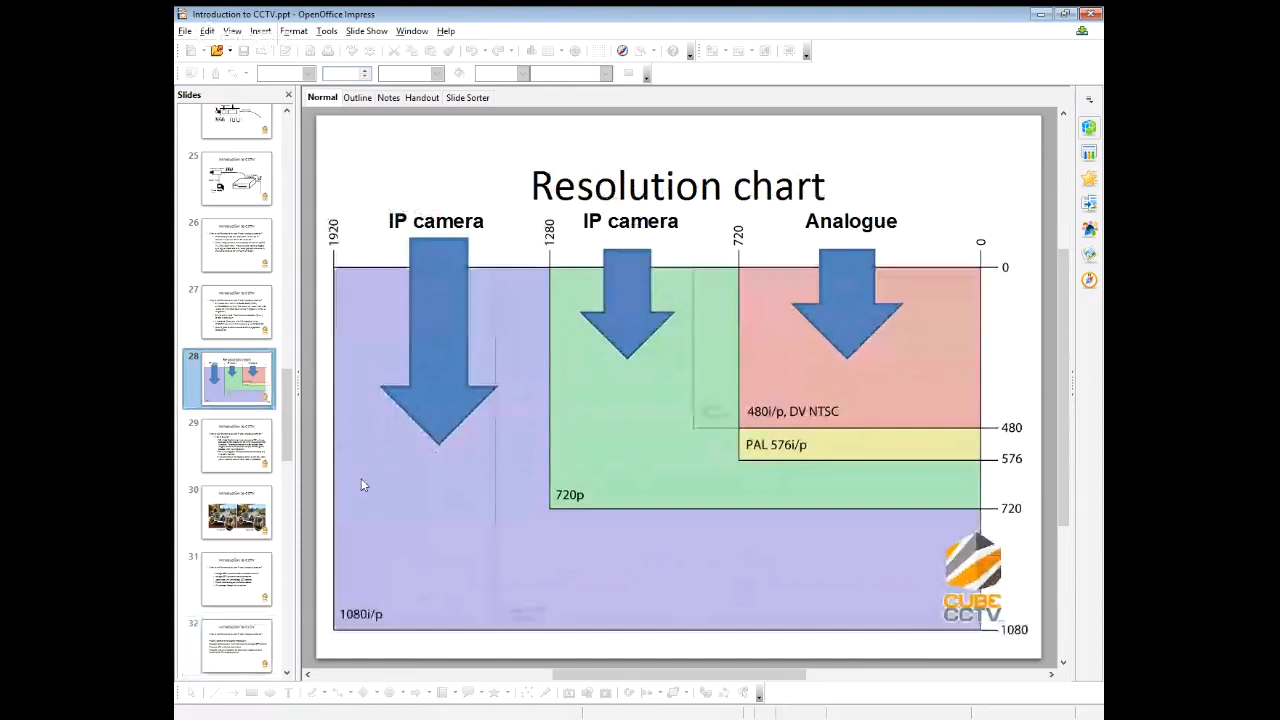 Introduction to CCTV.ppt - OpenOffice Impress
File Edit View Insert Format Tools Slide Show Window Help
Slides
Normal Outline Notes Handout Slide Sorter
25
26
27
28
29
30
31
32
Resolution chart
IP camera IP camera Analogue
1920 1280 720 0
0
480i/p, DV NTSC
480
PAL 576i/p
576
720p
720
CUBE
CCTV
1080i/p
1080